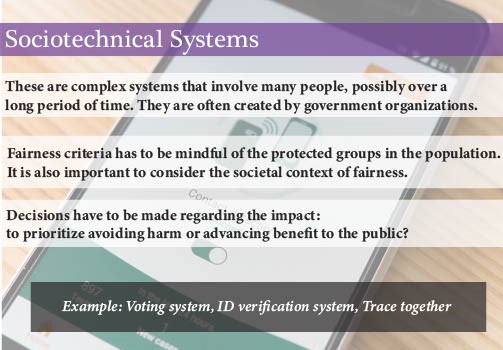 Sociotechnical Systems
These are complex systems that involve many people, possibly over a
long period of time. They are often created by government organizations.
Fairness criteria has to be mindful of the protected groups in the population.
It is also important to consider the societal context of fairness.
Decisions have to be made regarding the impact:
to prioritize avoiding harm or advancing benefit to the public?
Example: Voting system, ID verification system, Trace together
897
New cases